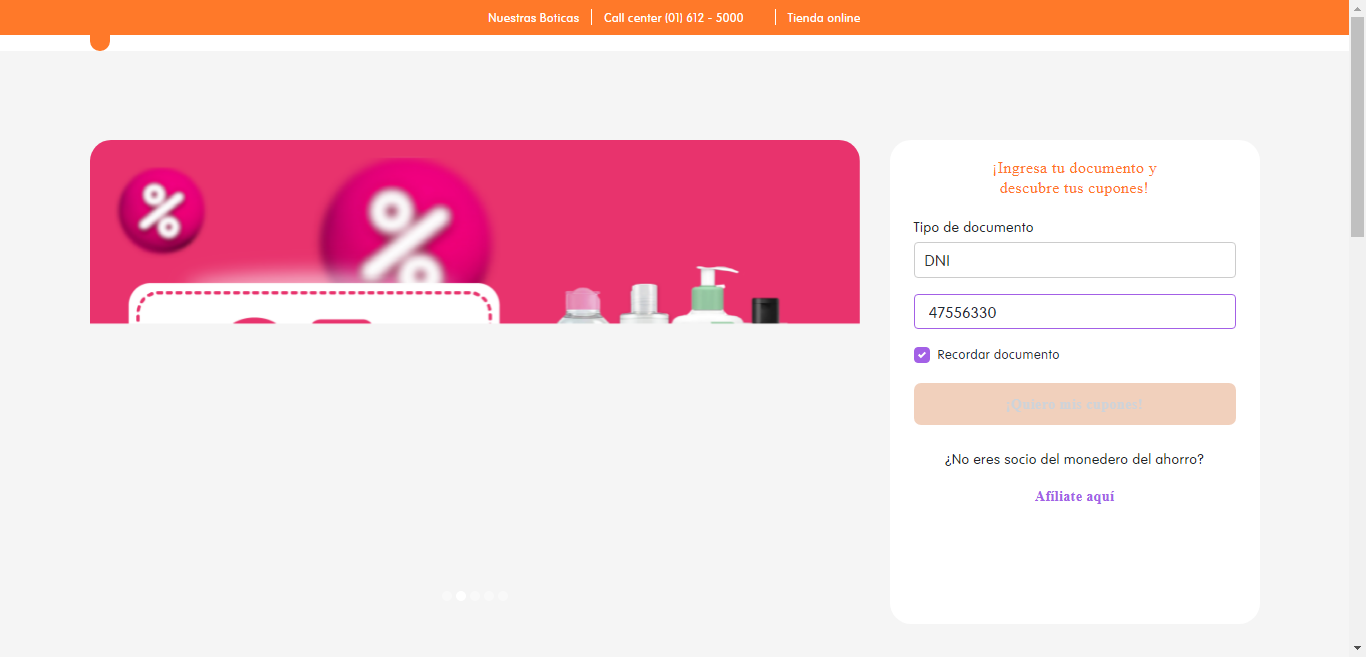 Nuestras Boticas
Call center (01) 612 - 5000
Tienda online
¡Ingresa tu documento y
descubre tus cupones!
Tipo de documento
DNI
47556330
Recordar documento
¡Quiero mis cupones!
¿No eres socio del monedero del ahorro?
Afíliate aquí